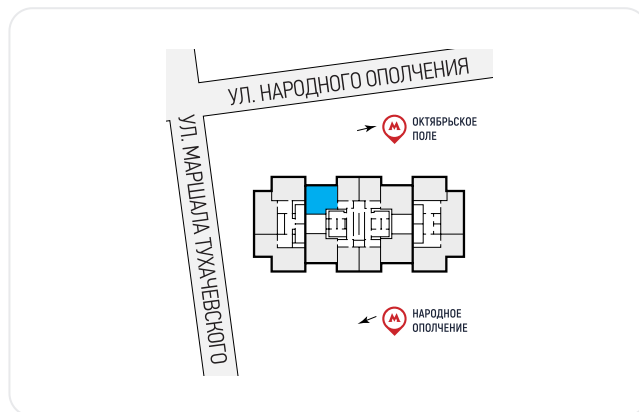 УЛ. НАРОДНОГО ОПОЛЧЕНИЯ
УЛ. МАРШАЛА ТУХАЧЕВСКОГО
ОКТЯБРЬСКОЕ
ПОЛЕ
НАРОДНОЕ
ОПОЛЧЕНИЕ